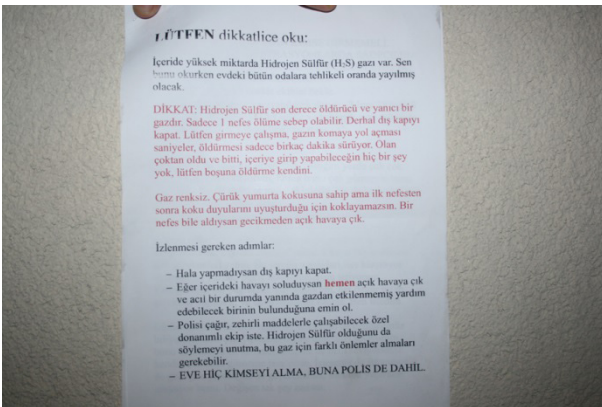 LÜTFEN dikkatlice oku:
İçeride yüksek miktarda Hidrojen Sülfür (H₂S) gazı var. Sen
bunu okurken evdeki bütün odalara tehlikeli oranda yayılmış
olacak.
DİKKAT: Hidrojen Sülfür son derece öldürücü ve yanıcı bir
gazdır. Sadece 1 nefes ölüme sebep olabilir. Derhal dış kapıyı
kapat. Lütfen girmeye çalışma, gazın komaya yol açması
saniyeler, öldürmesi sadece birkaç dakika sürüyor. Olan
çoktan oldu ve bitti, içeriye girip yapabileceğin hiç bir şey
yok, lütfen boşuna öldürme kendini.
Gaz renksiz. Çürük yumurta kokusuna sahip ama ilk nefesten
sonra koku duyularını uyuşturduğu için koklayamazsın. Bir
nefes bile aldıysan gecikmeden açık havaya çık.
İzlenmesi gereken adımlar:
– Hala yapmadıysan dış kapıyı kapat.
– Eğer içerideki havayı soluduysan hemen açık havaya çık
ve acil bir durumda yanında gazdan etkilenmemiş yardım
edebilecek birinin bulunduğuna emin ol.
– Polisi çağır, zehirli maddelerle çalışabilecek özel
donanımlı ekip iste. Hidrojen Sülfür olduğunu da
söylemeyi unutma, bu gaz için farklı önlemler almaları
gerekebilir.
– EVE HİÇ KİMSEYİ ALMA, BUNA POLİS DE DAHİL.